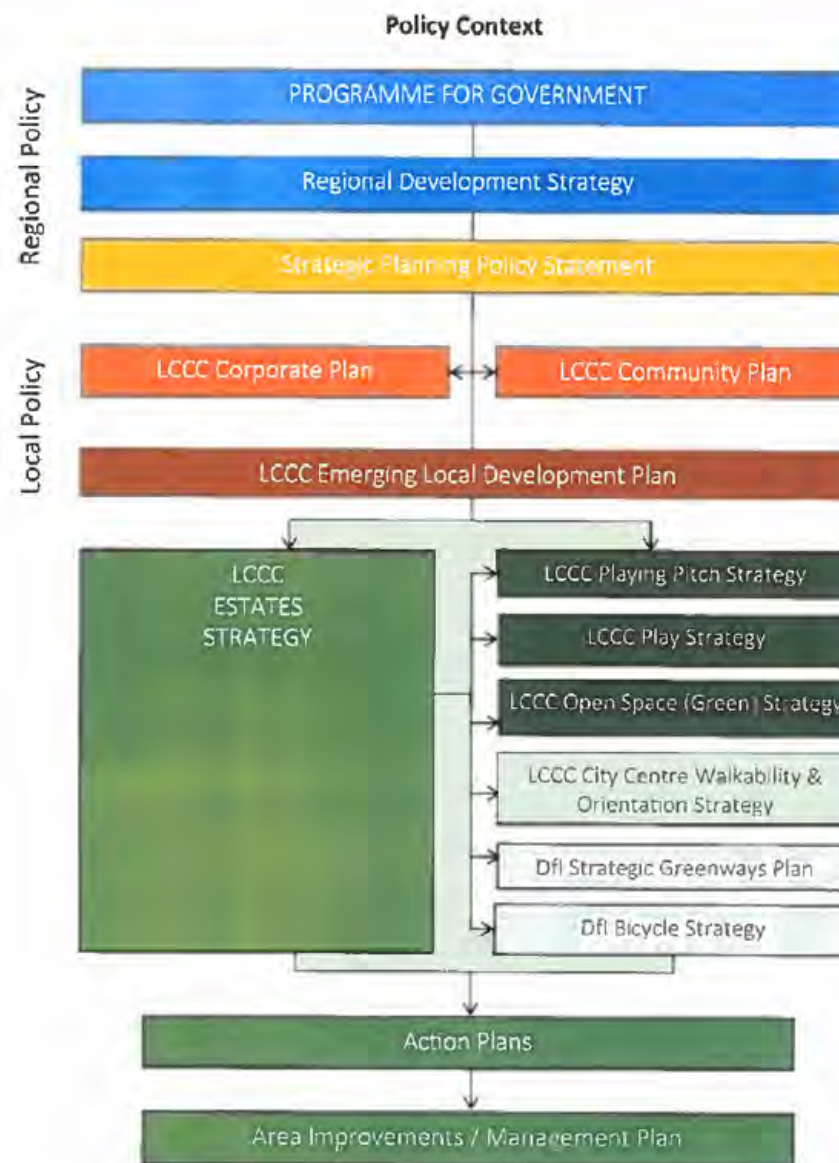 Policy Context
Regional Policy
PROGRAMME FOR GOVERNMENT
Regional Development Strategy
Strategic Planning Policy Statement
Local Policy
LCCC Corporate Plan
LCCC Community Plan
LCCC Emerging Local Development Plan
LCCC
ESTATES
STRATEGY
LCCC Playing Pitch Strategy
LCCC Play Strategy
LCCC Open Space (Green) Strategy
LCCC City Centre Walkability &
Orientation Strategy
DfI Strategic Greenways Plan
DfI Bicycle Strategy
Action Plans
Area Improvements / Management Plan